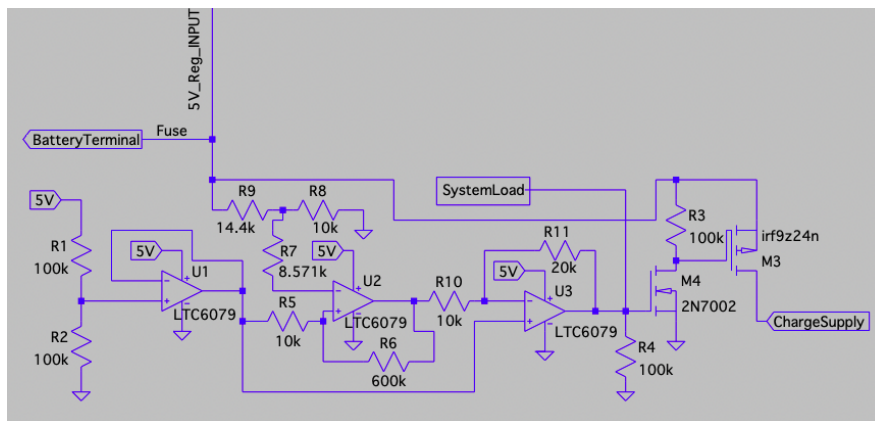 5V_Reg_INPUT
BatteryTerminal
Fuse
5V
R9
14.4k
R8
10k
SystemLoad
R3
100k
irf9z24n
M3
R1
100k
5V
U1
LTC6079
R7
8.571k
5V
U2
LTC6079
R11
20k
5V
R10
10k
U3
LTC6079
M4
2N7002
ChargeSupply
R2
100k
R5
10k
R6
600k
R4
100k